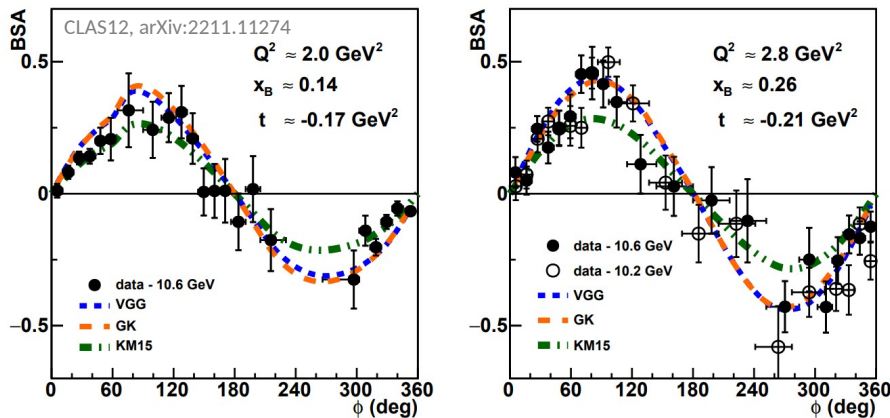 CLAS12, arXiv:2211.11274
BSA
Q² ≈ 2.0 GeV²
x_B ≈ 0.14
t ≈ -0.17 GeV²
0.5
0
−0.5
data - 10.6 GeV
VGG
GK
KM15
0 60 120 180 240 300 360
ϕ (deg)
BSA
Q² ≈ 2.8 GeV²
x_B ≈ 0.26
t ≈ -0.21 GeV²
0.5
0
−0.5
data - 10.6 GeV
data - 10.2 GeV
VGG
GK
KM15
0 60 120 180 240 300 360
ϕ (deg)